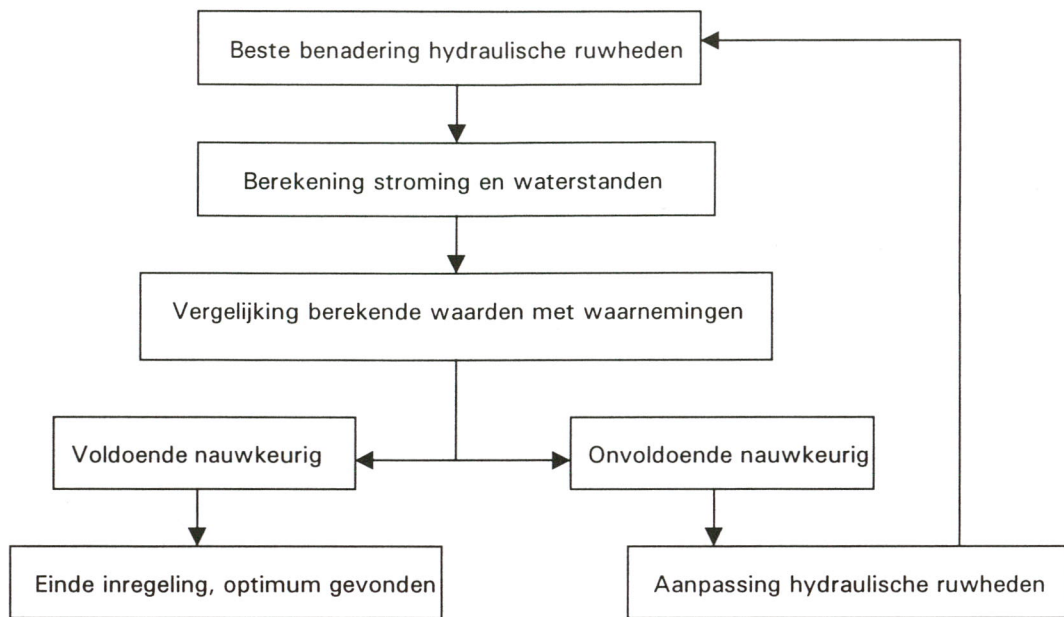 Beste benadering hydraulische ruwheden
Berekening stroming en waterstanden
Vergelijking berekende waarden met waarnemingen
Voldoende nauwkeurig
Onvoldoende nauwkeurig
Einde inregeling, optimum gevonden
Aanpassing hydraulische ruwheden